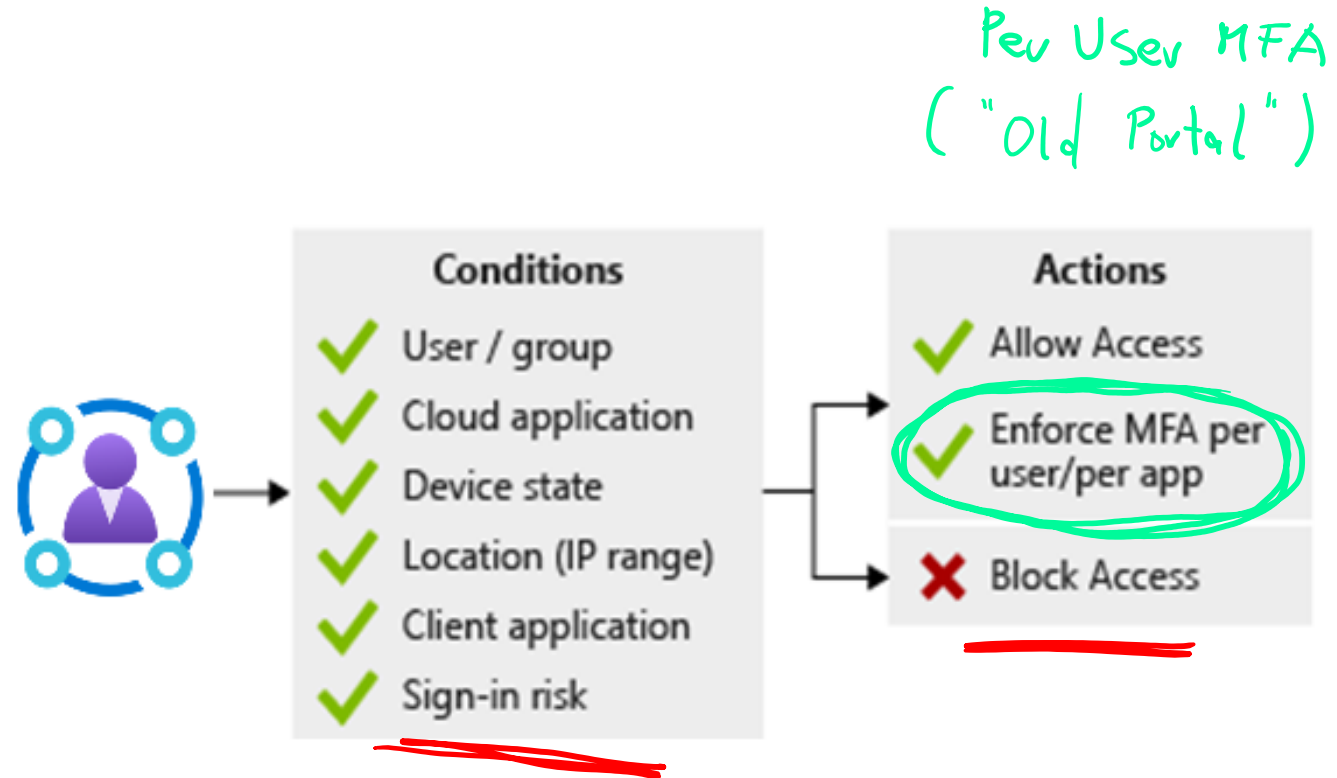 Per User MFA
("Old Portal")
Conditions
User / group
Cloud application
Device state
Location (IP range)
Client application
Sign-in risk
Actions
Allow Access
Enforce MFA per
user/per app
Block Access